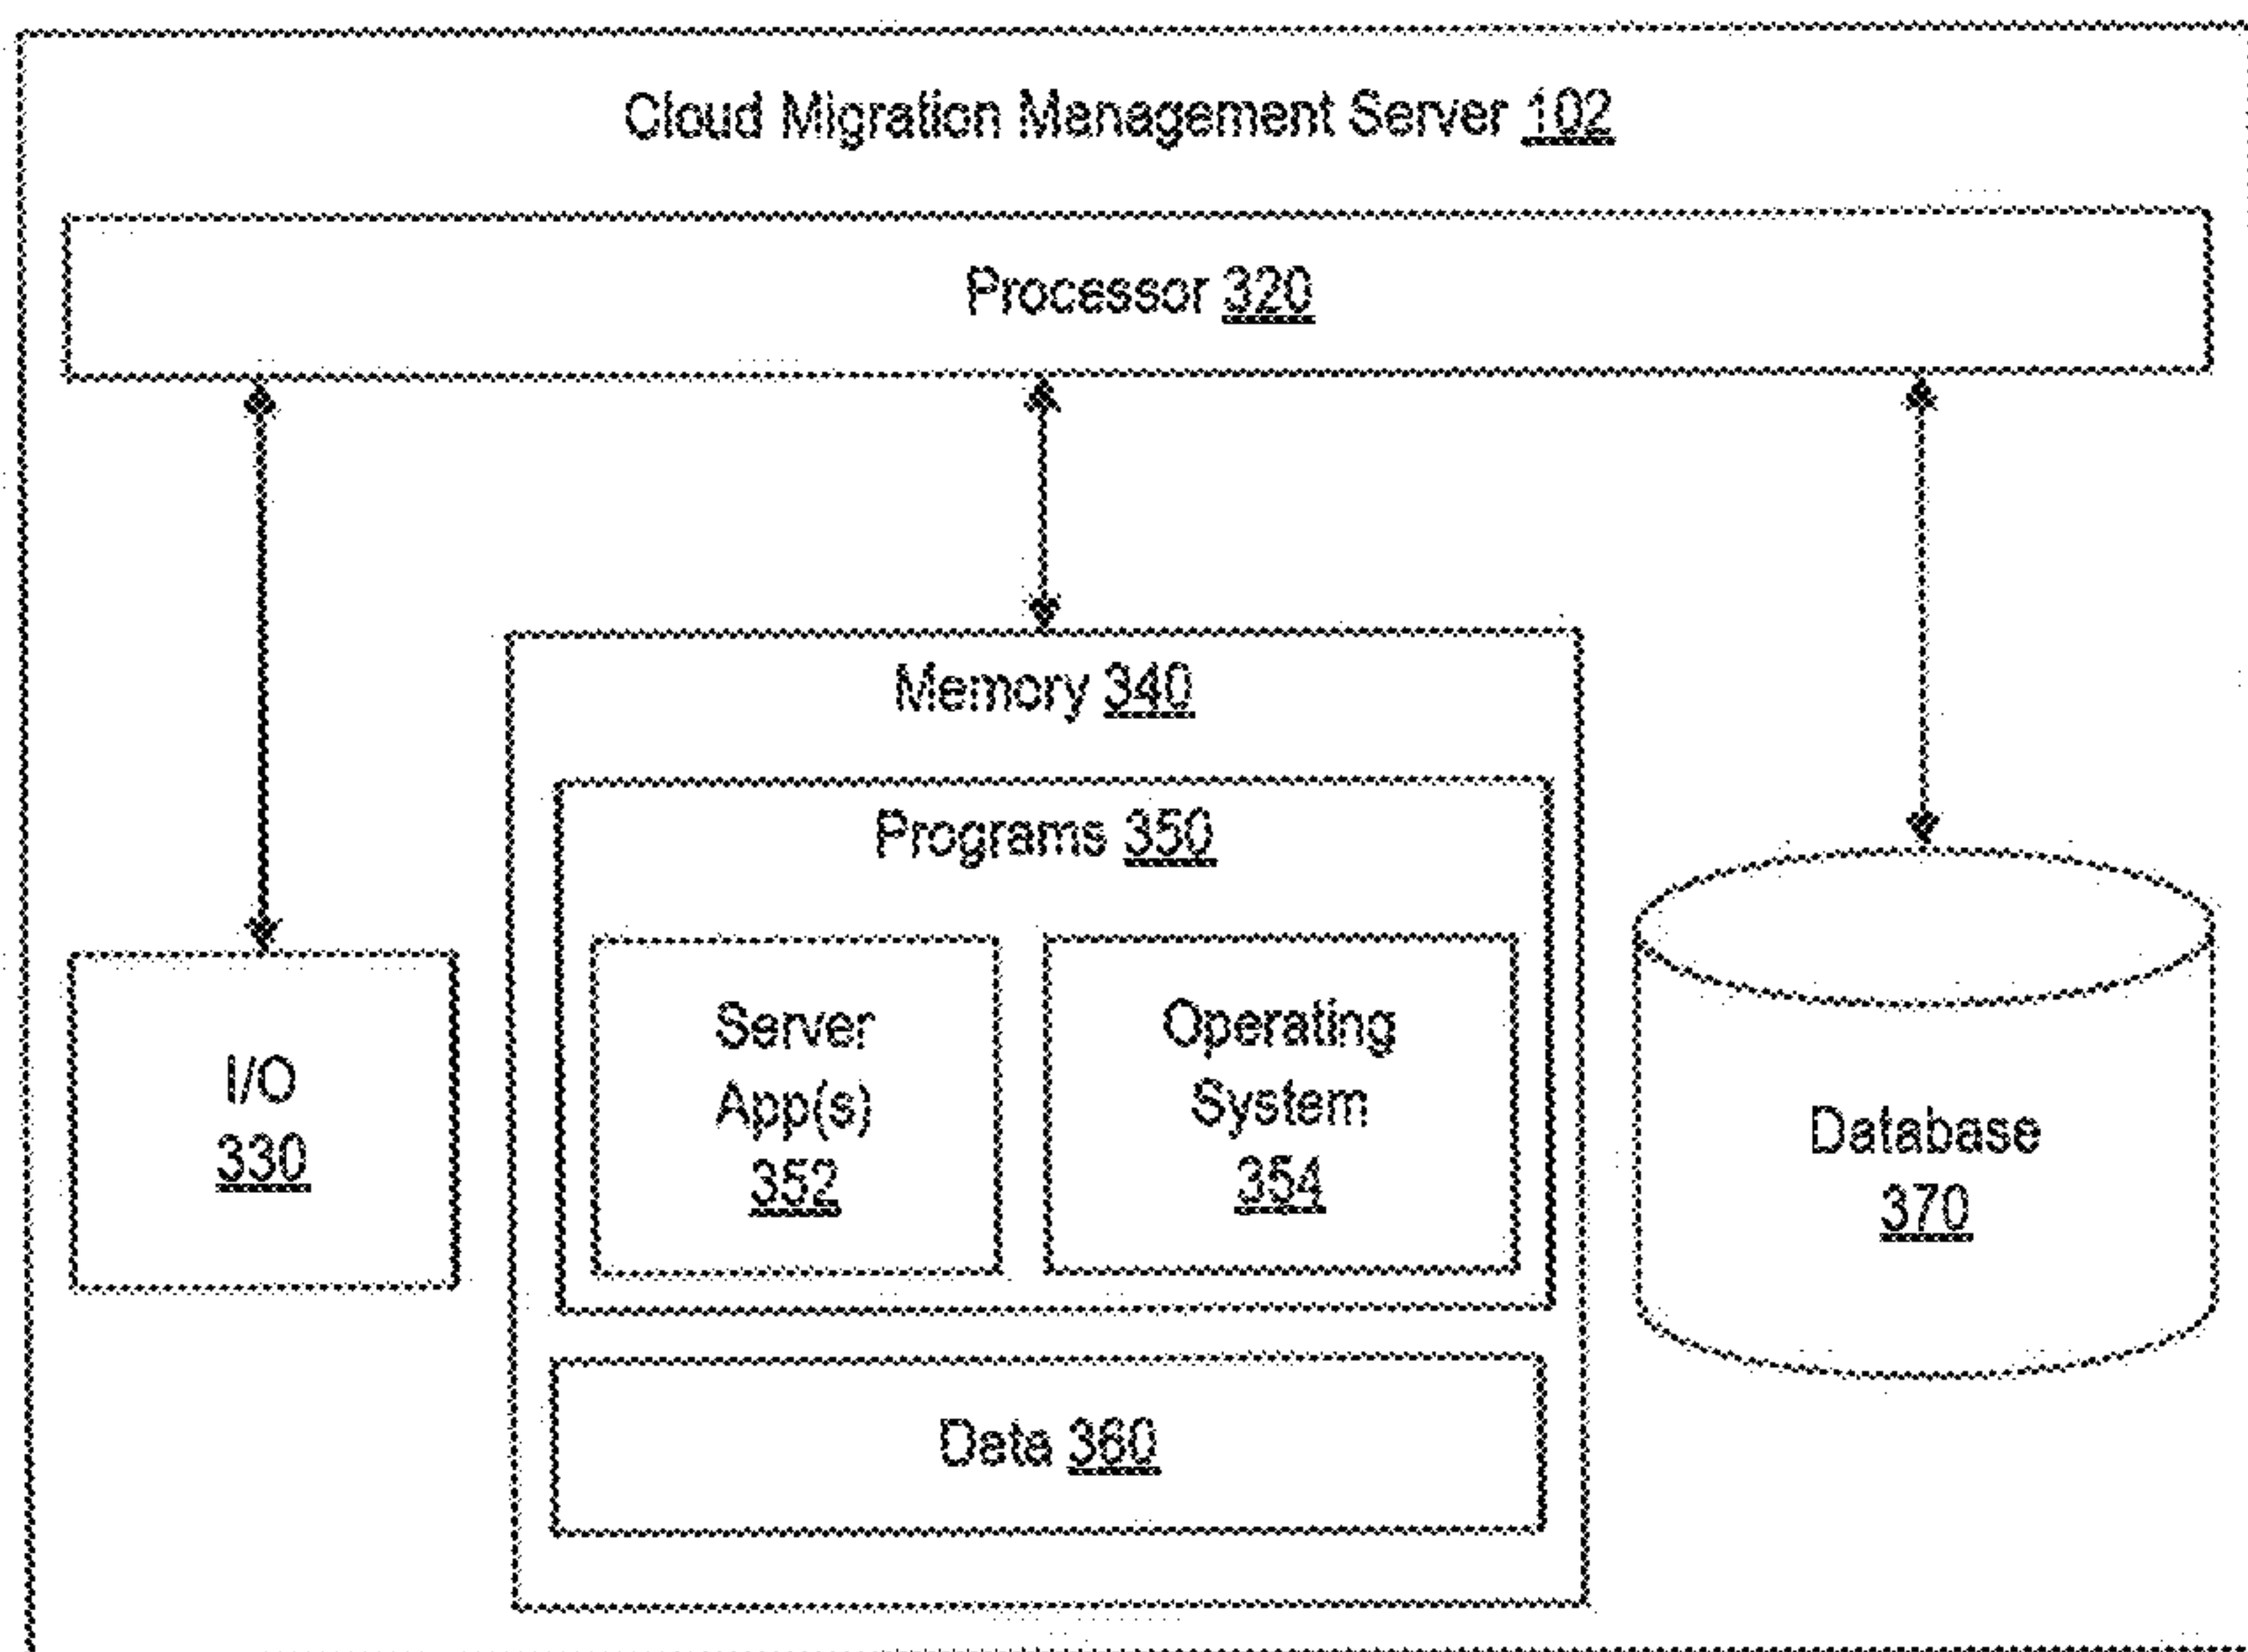 Cloud Migration Management Server 102
Processor 320
Memory 340
Programs 350
Server
App(s)
352
Operating
System
354
I/O
330
Database
370
Data 360